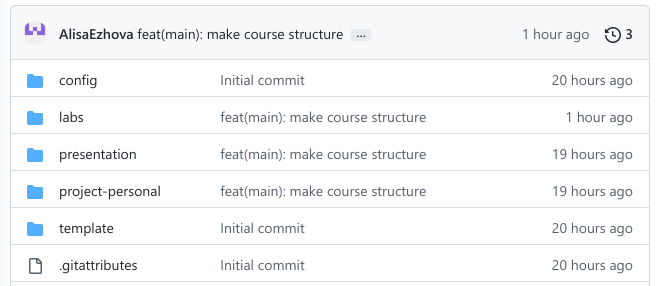 AlisaEzhova feat(main): make course structure ... 1 hour ago 3
config Initial commit 20 hours ago
labs feat(main): make course structure 1 hour ago
presentation feat(main): make course structure 19 hours ago
project-personal feat(main): make course structure 19 hours ago
template Initial commit 20 hours ago
.gitattributes Initial commit 20 hours ago